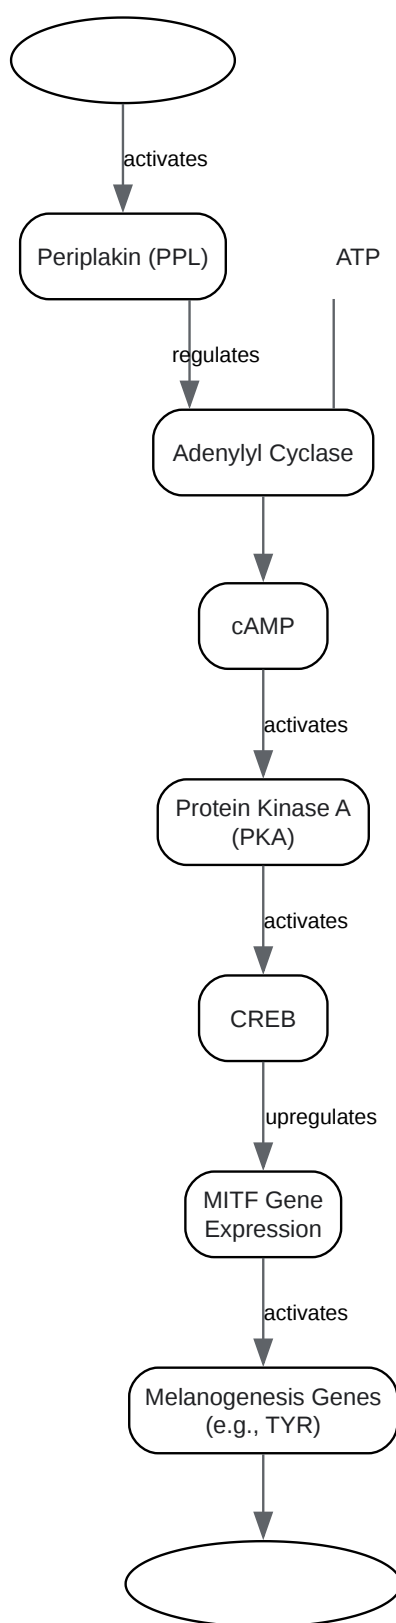 activates
Periplakin (PPL)
ATP
regulates
Adenylyl Cyclase
cAMP
activates
Protein Kinase A
(PKA)
activates
CREB
upregulates
MITF Gene
Expression
activates
Melanogenesis Genes
(e.g., TYR)